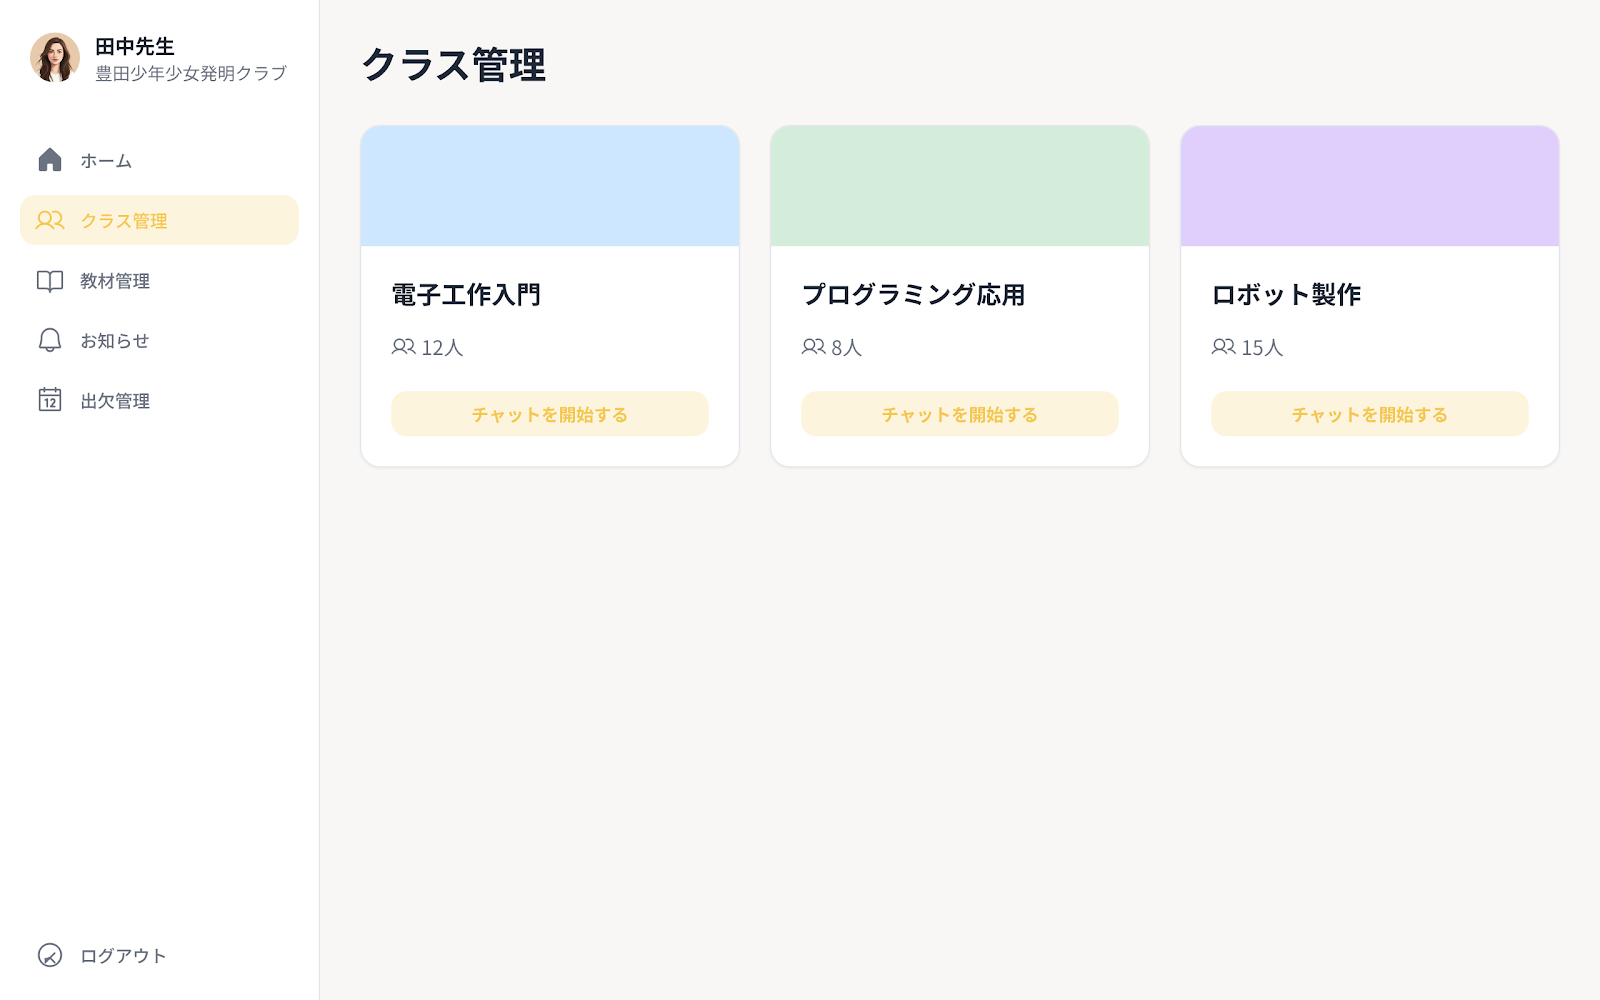 田中先生
豊田少年少女発明クラブ
ホーム
クラス管理
教材管理
お知らせ
12
出欠管理
ログアウト
クラス管理
電子工作入門
12人
チャットを開始する
プログラミング応用
8人
チャットを開始する
ロボット製作
15人
チャットを開始する